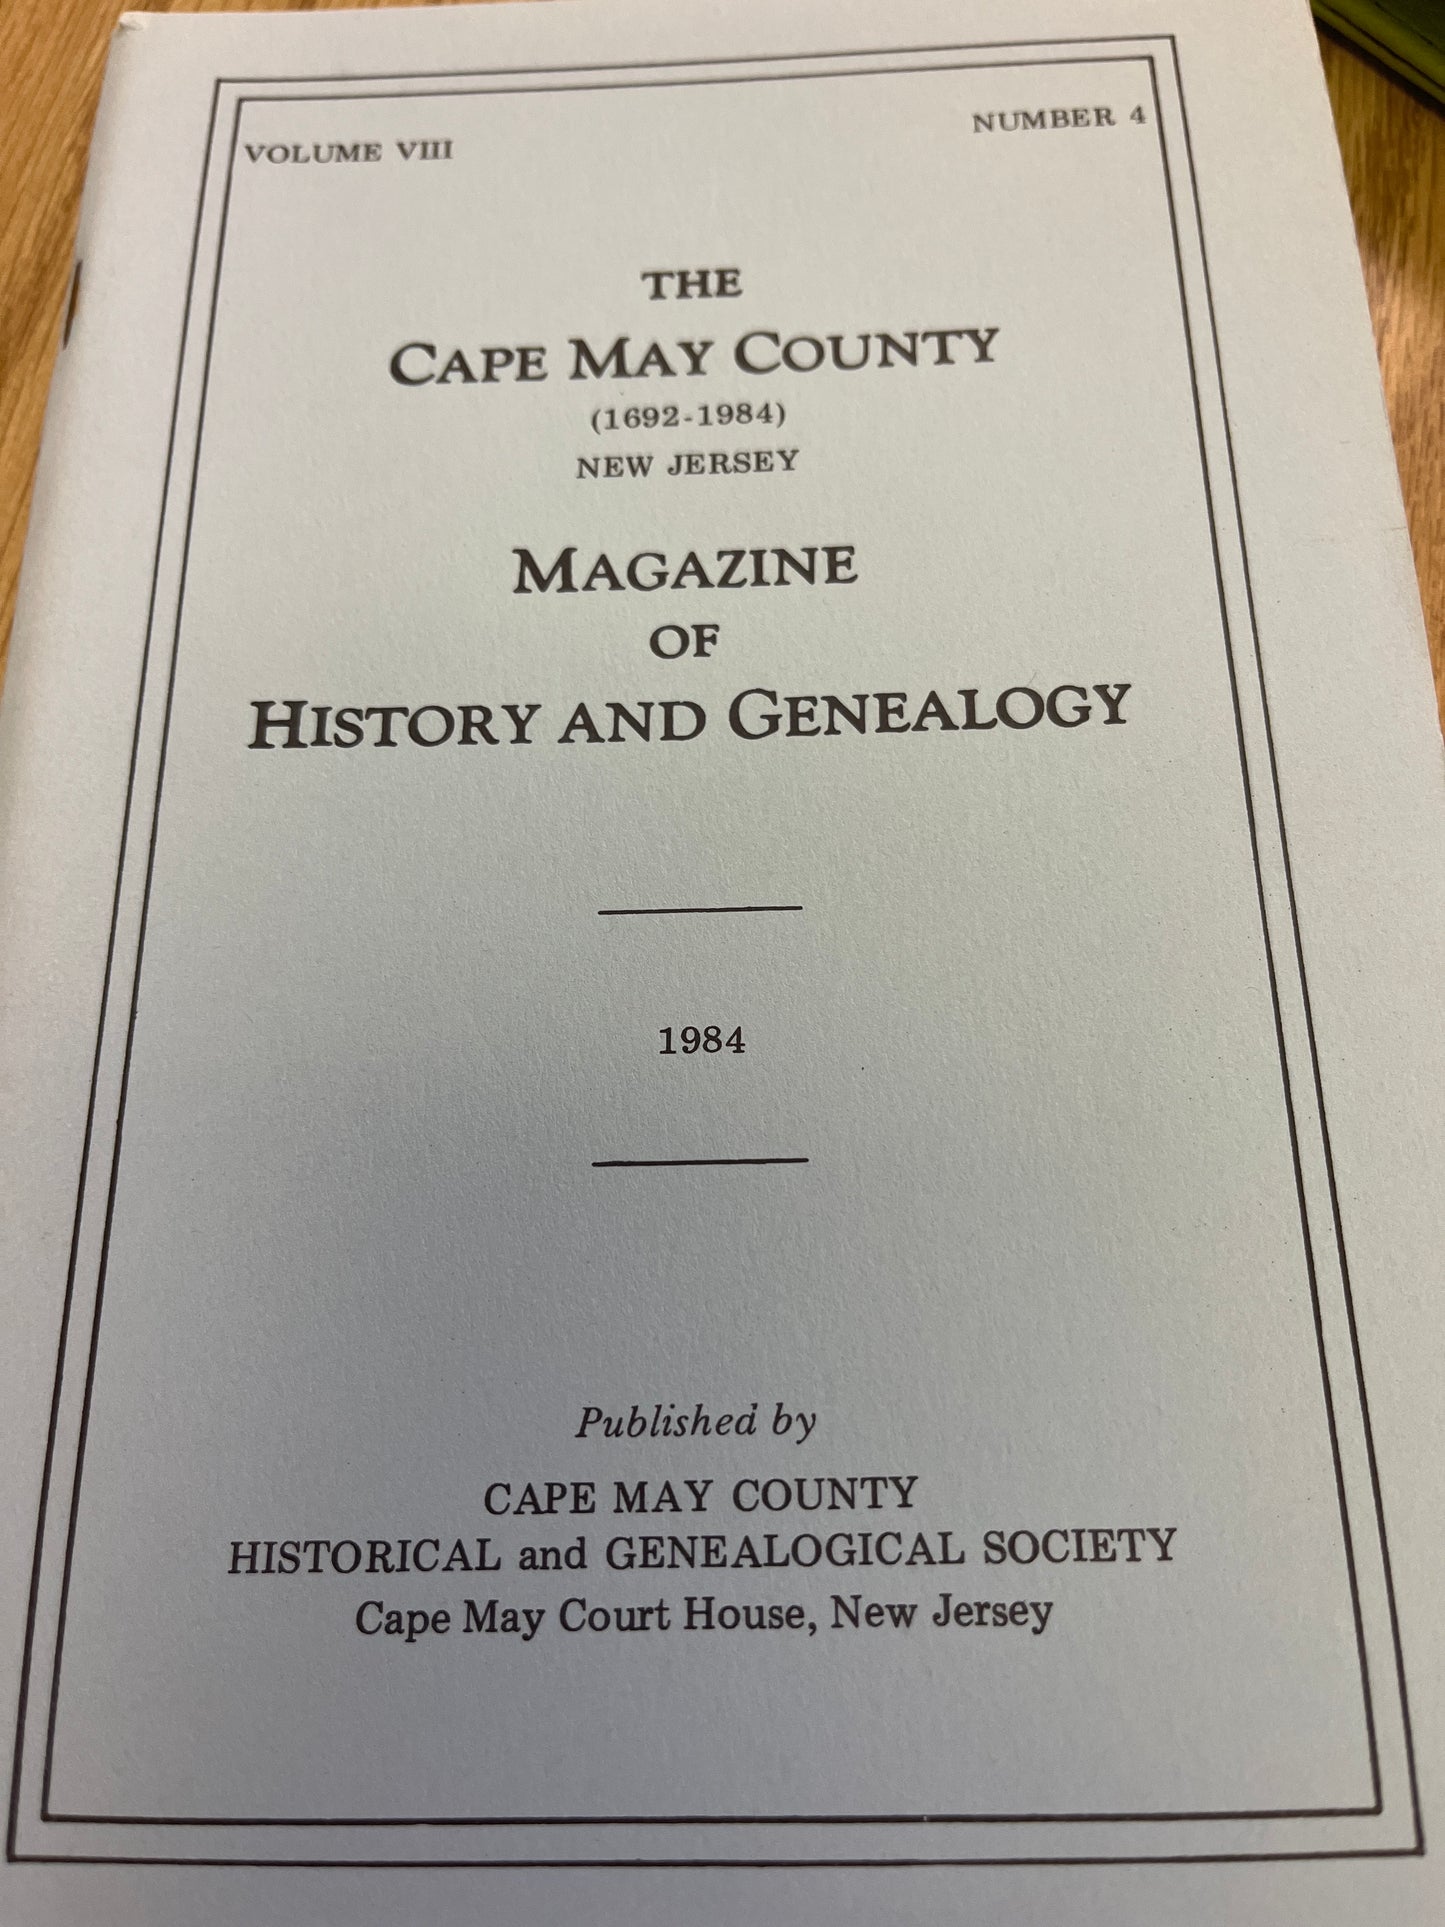 VOLUME VIII
NUMBER 4
THE
CAPE MAY COUNTY
(1692-1984)
NEW JERSEY
MAGAZINE
OF
HISTORY AND GENEALOGY
1984
Published by
CAPE MAY COUNTY
HISTORICAL and GENEALOGICAL SOCIETY
Cape May Court House, New Jersey